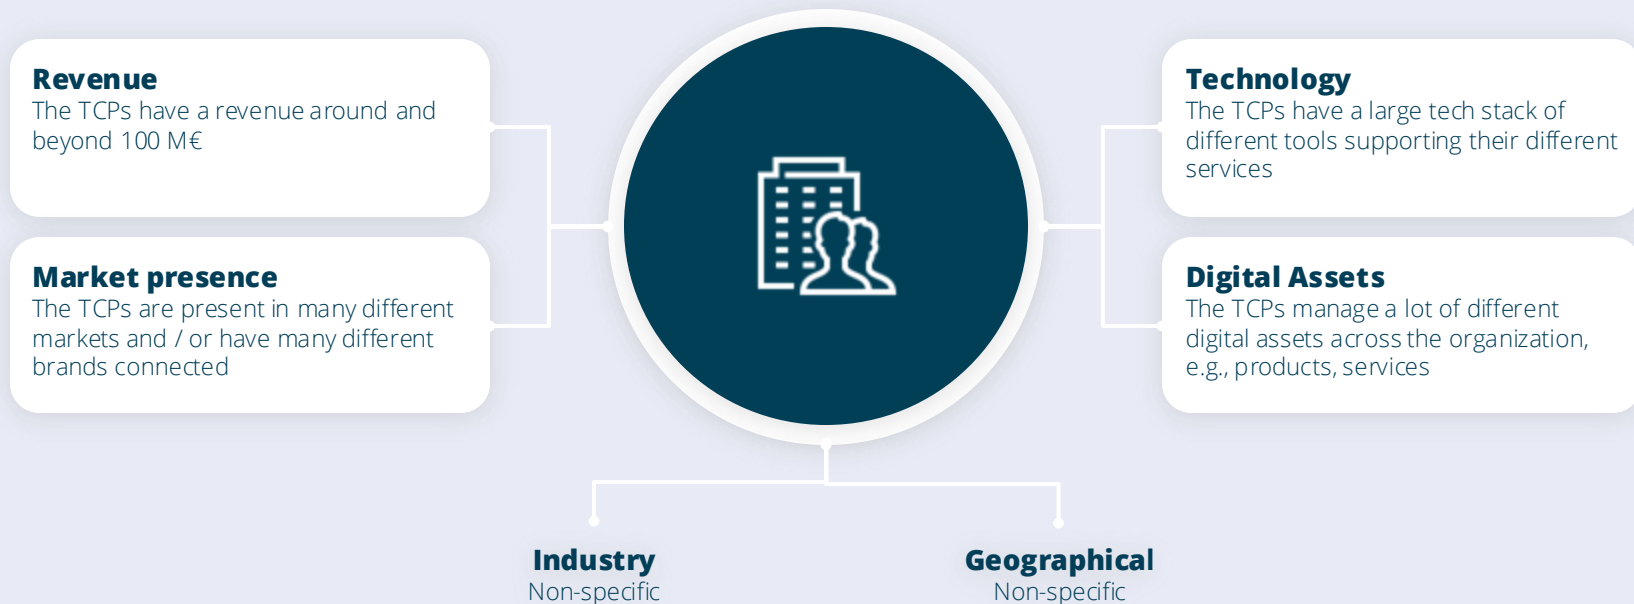 Revenue
The TCPs have a revenue around and
beyond 100 M€
Market presence
The TCPs are present in many different
markets and / or have many different
brands connected
Technology
The TCPs have a large tech stack of
different tools supporting their different
services
Digital Assets
The TCPs manage a lot of different
digital assets across the organization,
e.g., products, services
Industry
Non-specific
Geographical
Non-specific